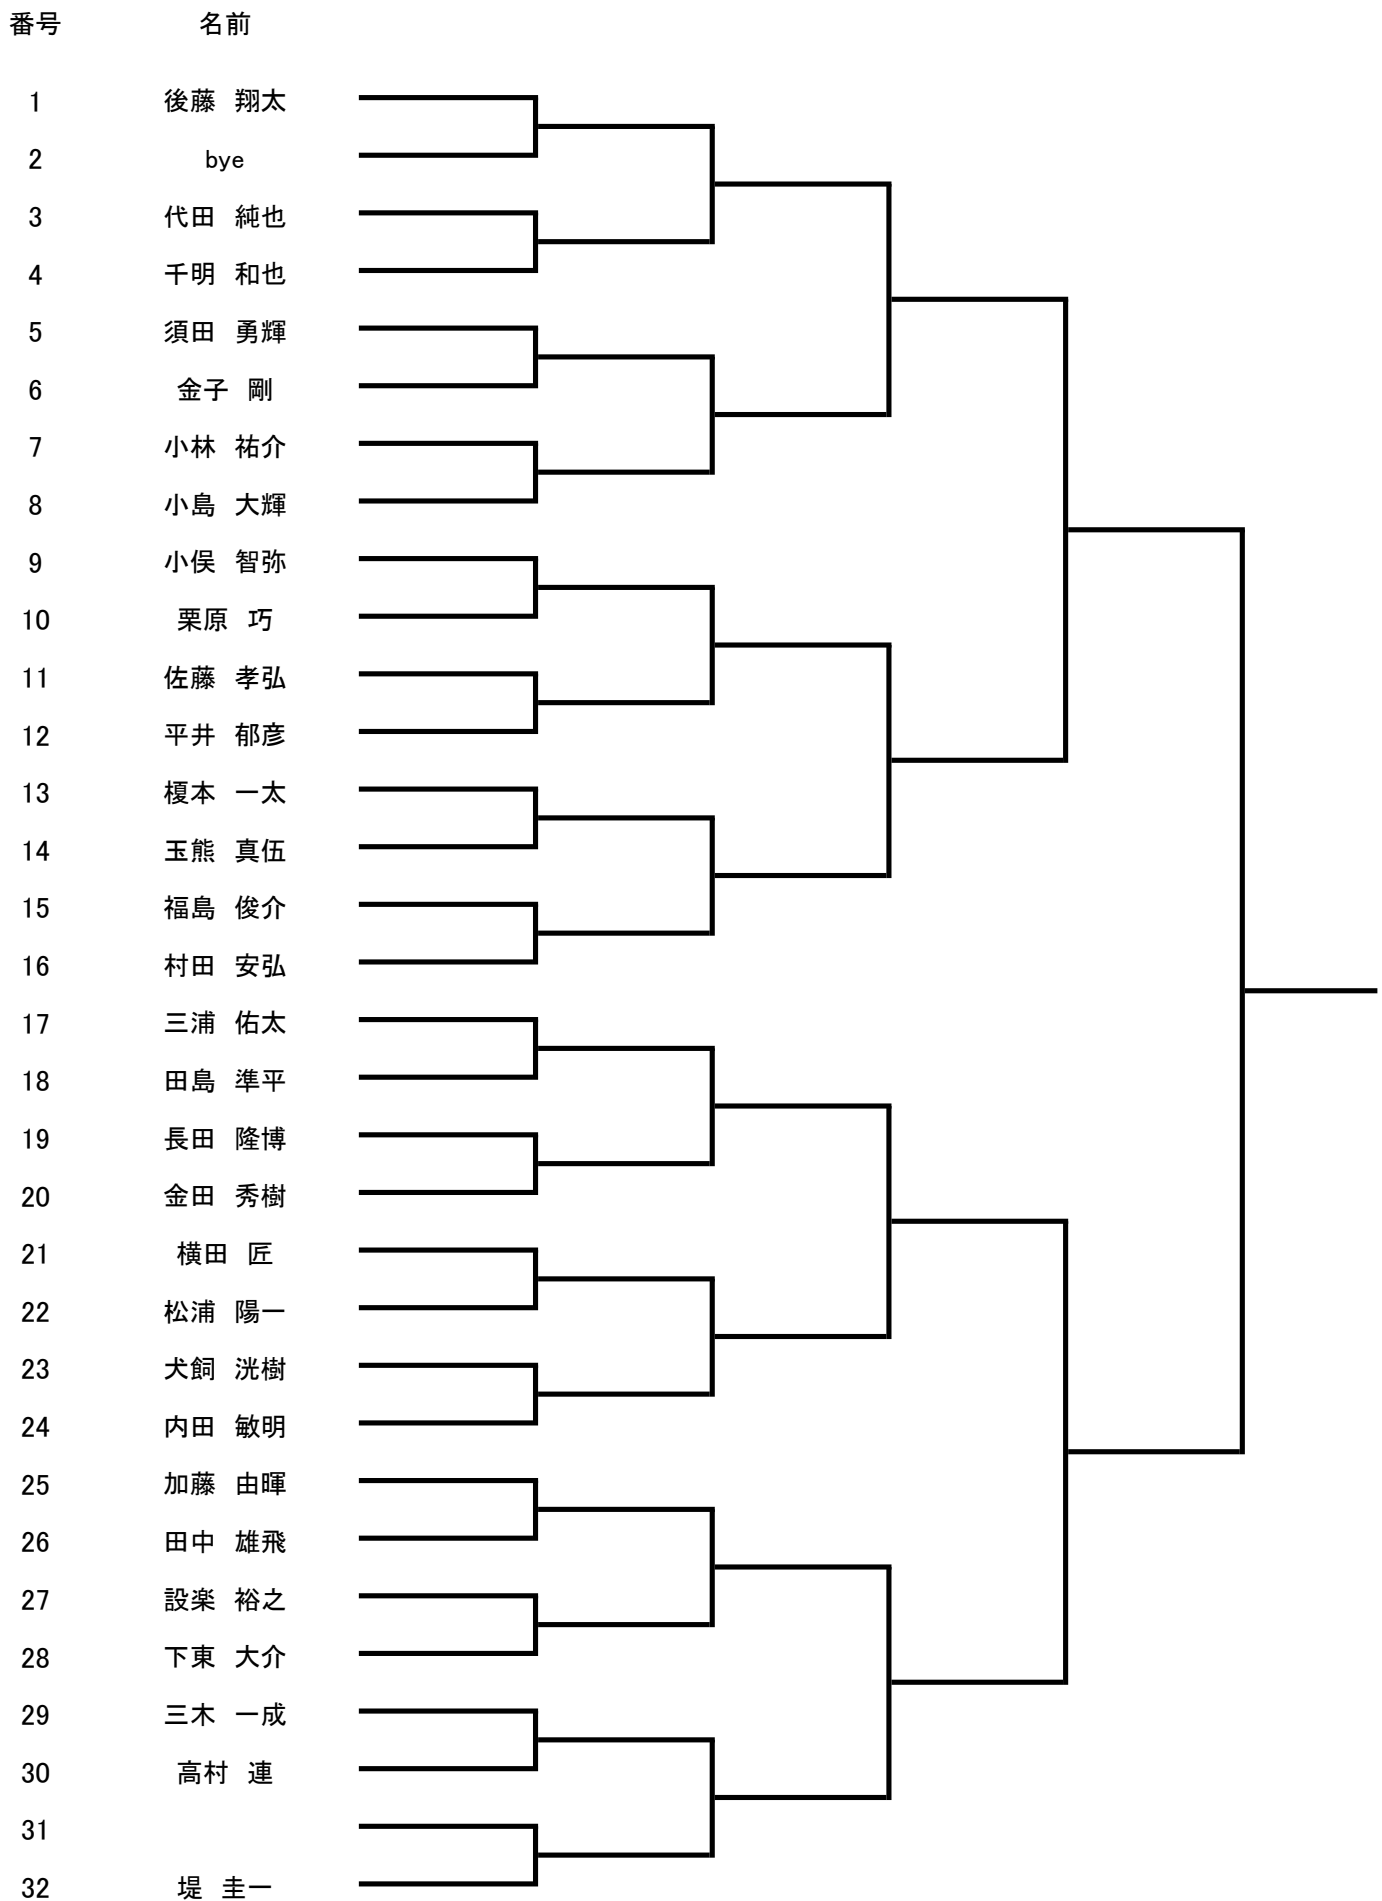 番号 名前
1 後藤 翔太
2 bye
3 代田 純也
4 千明 和也
5 須田 勇輝
6 金子 剛
7 小林 祐介
8 小島 大輝
9 小俣 智弥
10 栗原 巧
11 佐藤 孝弘
12 平井 郁彦
13 榎本 一太
14 玉熊 真伍
15 福島 俊介
16 村田 安弘
17 三浦 佑太
18 田島 準平
19 長田 隆博
20 金田 秀樹
21 横田 匠
22 松浦 陽一
23 犬飼 洸樹
24 内田 敏明
25 加藤 由暉
26 田中 雄飛
27 設楽 裕之
28 下東 大介
29 三木 一成
30 高村 連
31
32 堤 圭一